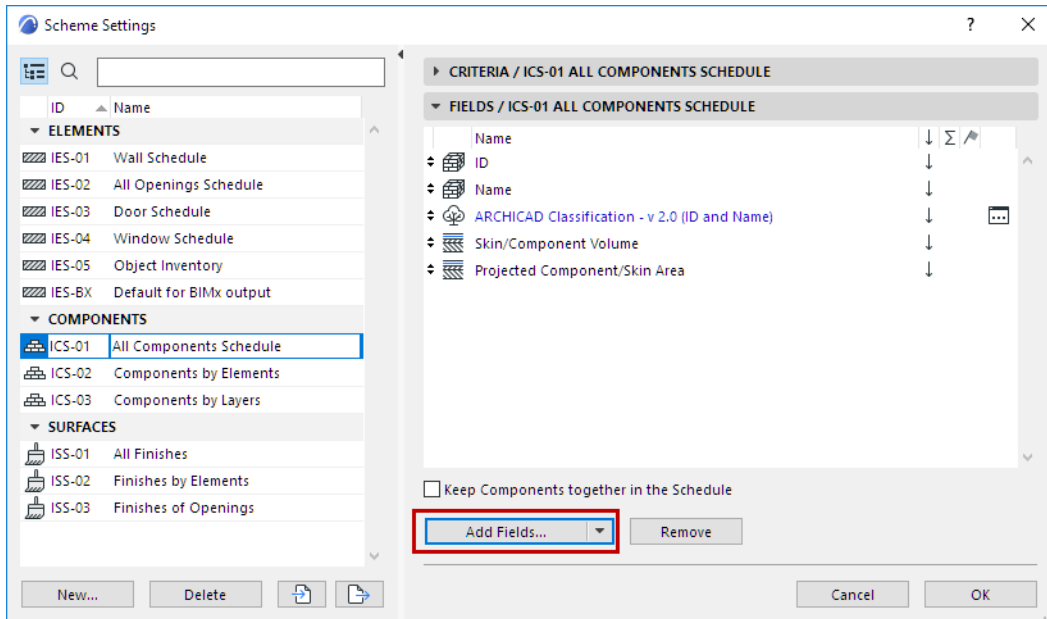 Scheme Settings
?
ID Name
ELEMENTS
IES-01 Wall Schedule
IES-02 All Openings Schedule
IES-03 Door Schedule
IES-04 Window Schedule
IES-05 Object Inventory
IES-BX Default for BIMx output
COMPONENTS
ICS-01 All Components Schedule
ICS-02 Components by Elements
ICS-03 Components by Layers
SURFACES
ISS-01 All Finishes
ISS-02 Finishes by Elements
ISS-03 Finishes of Openings
New...
Delete
CRITERIA / ICS-01 ALL COMPONENTS SCHEDULE
FIELDS / ICS-01 ALL COMPONENTS SCHEDULE
Name ↓ Σ
ID ↓
Name ↓
ARCHICAD Classification - v 2.0 (ID and Name) ↓ ...
Skin/Component Volume ↓
Projected Component/Skin Area ↓
Keep Components together in the Schedule
Add Fields...
Remove
Cancel
OK